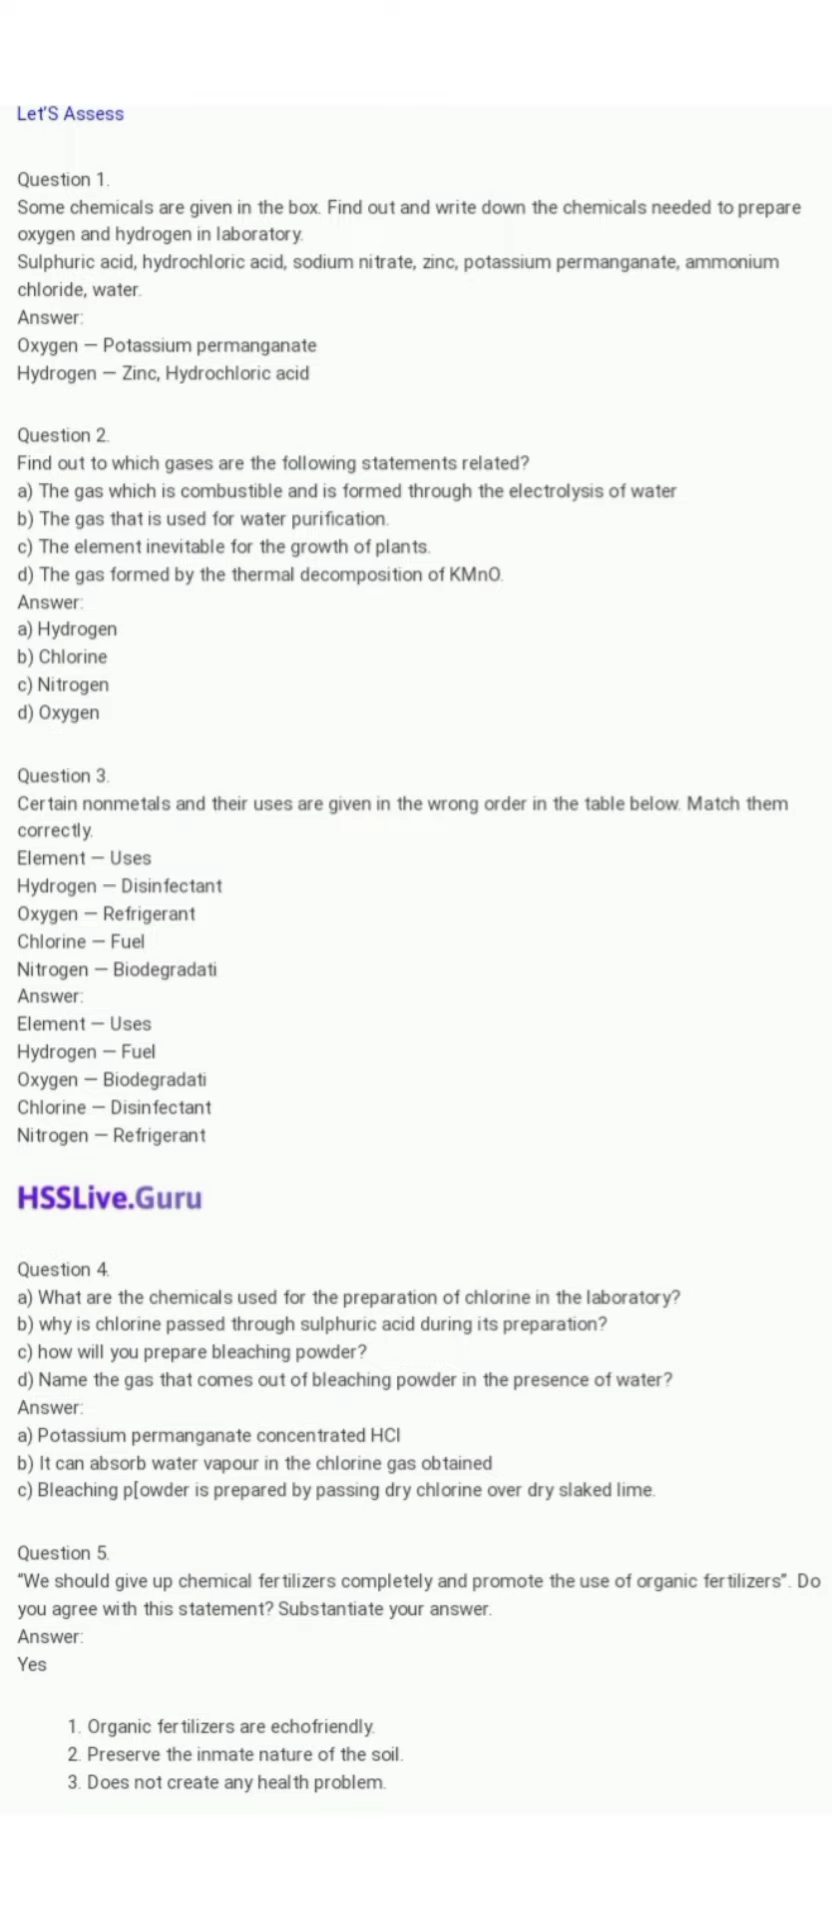 Let'S Assess
Question 1.
Some chemicals are given in the box. Find out and write down the chemicals needed to prepare
oxygen and hydrogen in laboratory.
Sulphuric acid, hydrochloric acid, sodium nitrate, zinc, potassium permanganate, ammonium
chloride, water.
Answer:
Oxygen — Potassium permanganate
Hydrogen — Zinc, Hydrochloric acid
Question 2.
Find out to which gases are the following statements related?
a) The gas which is combustible and is formed through the electrolysis of water
b) The gas that is used for water purification.
c) The element inevitable for the growth of plants.
d) The gas formed by the thermal decomposition of KMnO.
Answer:
a) Hydrogen
b) Chlorine
c) Nitrogen
d) Oxygen
Question 3.
Certain nonmetals and their uses are given in the wrong order in the table below. Match them
correctly.
Element — Uses
Hydrogen — Disinfectant
Oxygen — Refrigerant
Chlorine — Fuel
Nitrogen — Biodegradati
Answer:
Element — Uses
Hydrogen — Fuel
Oxygen — Biodegradati
Chlorine — Disinfectant
Nitrogen — Refrigerant
HSSLive.Guru
Question 4.
a) What are the chemicals used for the preparation of chlorine in the laboratory?
b) why is chlorine passed through sulphuric acid during its preparation?
c) how will you prepare bleaching powder?
d) Name the gas that comes out of bleaching powder in the presence of water?
Answer:
a) Potassium permanganate concentrated HCl
b) It can absorb water vapour in the chlorine gas obtained
c) Bleaching p[owder is prepared by passing dry chlorine over dry slaked lime.
Question 5.
“We should give up chemical fertilizers completely and promote the use of organic fertilizers”. Do
you agree with this statement? Substantiate your answer.
Answer:
Yes
1. Organic fertilizers are echofriendly.
2. Preserve the inmate nature of the soil.
3. Does not create any health problem.